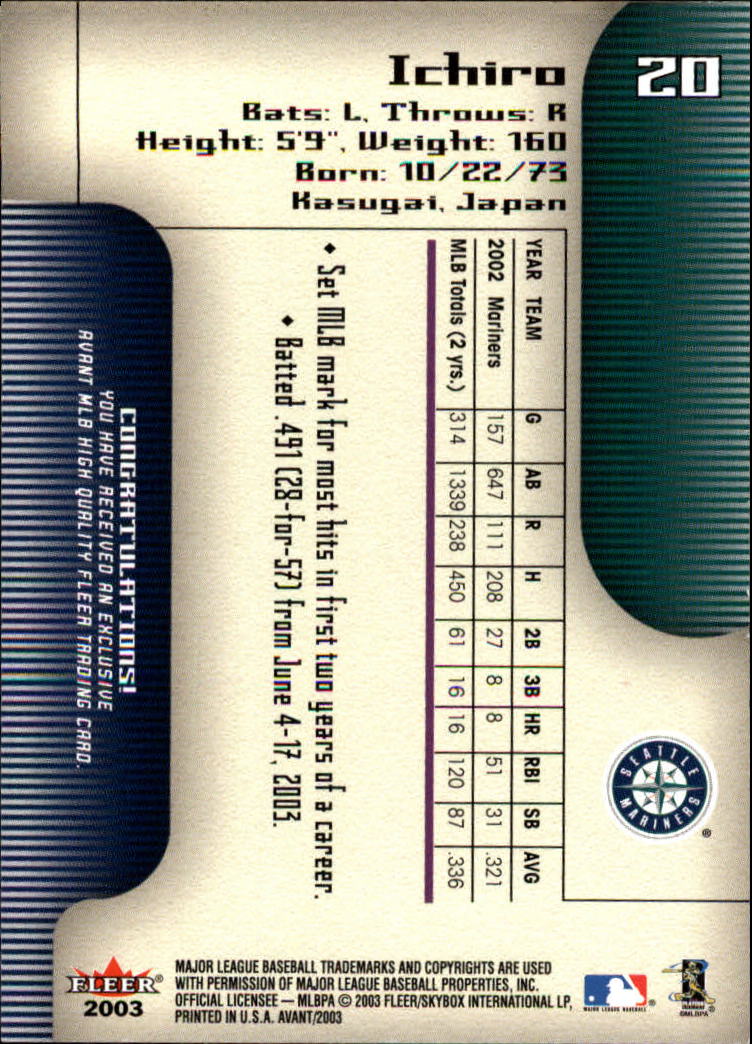 20
Ichiro
Bats: L, Throws: R
Height: 5'9", Weight: 160
Born: 10/22/73
Kasugai, Japan
YEAR TEAM G AB R H 2B 3B HR RBI SB AVG
2002 Mariners 157 647 111 208 27 8 8 51 31 .321
MLB Totals (2 yrs.) 314 1339 238 450 61 16 16 120 87 .336
◆ Set MLB mark for most hits in first two years of a career.
◆ Batted .491 (28-for-57) from June 4-17, 2003.
CONGRATULATIONS!
YOU HAVE RECEIVED AN EXCLUSIVE
AVANT MLB HIGH QUALITY FLEER TRADING CARD.
SEATTLE
MARINERS
®
FLEER®
2003
MAJOR LEAGUE BASEBALL TRADEMARKS AND COPYRIGHTS ARE USED
WITH PERMISSION OF MAJOR LEAGUE BASEBALL PROPERTIES, INC.
OFFICIAL LICENSEE — MLBPA © 2003 FLEER/SKYBOX INTERNATIONAL LP,
PRINTED IN U.S.A. AVANT/2003
MAJOR LEAGUE BASEBALL
®
©MLBPA